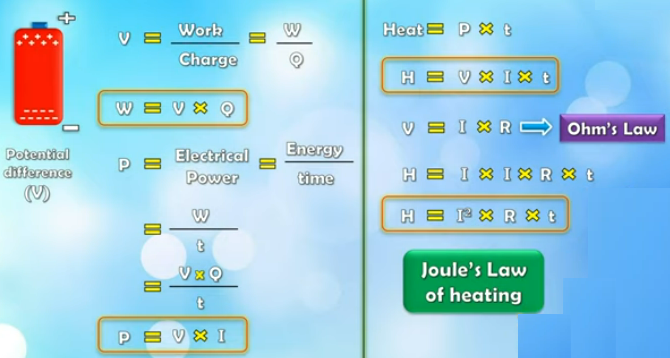 +
V = Work / Charge = W / Q
W = V × Q
−
Potential
difference
(V)
P = Electrical Power = Energy / time
= W / t
= V × Q / t
P = V × I
Heat = P × t
H = V × I × t
V = I × R ⇒ Ohm's Law
H = I × I × R × t
H = I² × R × t
Joule's Law
of heating